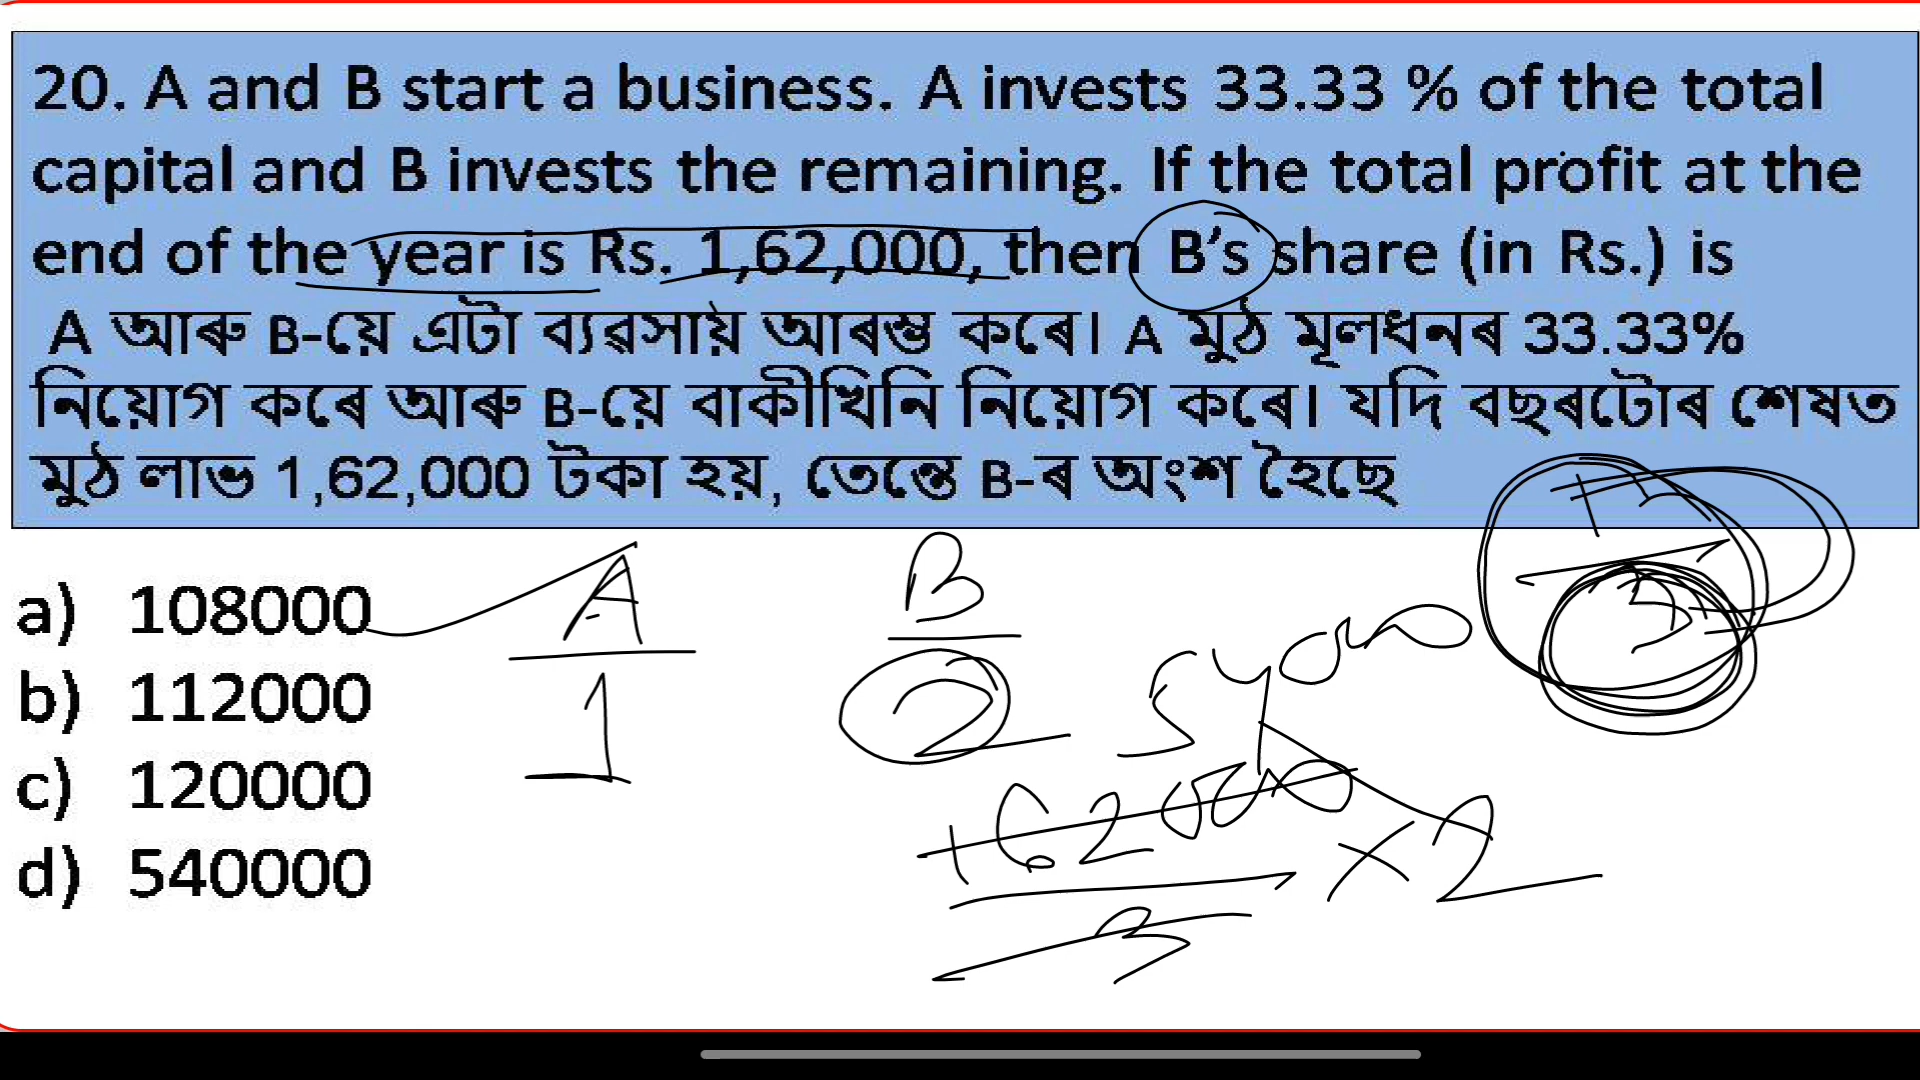 20. A and B start a business. A invests 33.33 % of the total
capital and B invests the remaining. If the total profit at the
end of the year is Rs. 1,62,000, then B's share (in Rs.) is
A আৰু B-য়ে এটা ব্যৱসায় আৰম্ভ কৰে। A মুঠ মূলধনৰ 33.33%
নিয়োগ কৰে আৰু B-য়ে বাকীখিনি নিয়োগ কৰে। যদি বছৰটোৰ শেষত
মুঠ লাভ 1,62,000 টকা হয়, তেন্তে B-ৰ অংশ হৈছে
a) 108000
b) 112000
c) 120000
d) 540000
A B
1 2
54000
162000 × 2
3